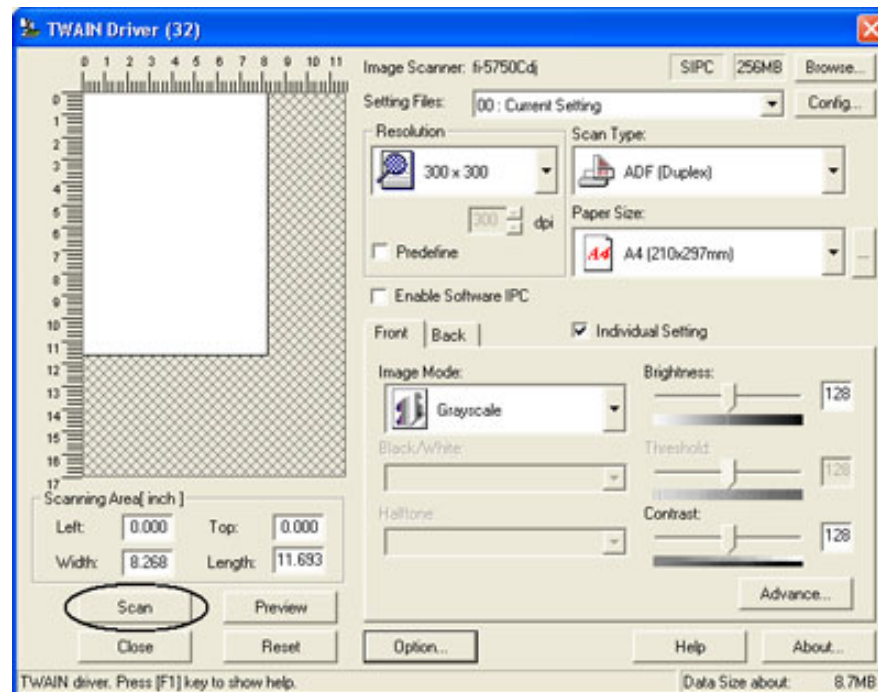 TWAIN Driver (32)
0 1 2 3 4 5 6 7 8 9 10 11
0
1
2
3
4
5
6
7
8
9
10
11
12
13
14
15
16
17
Image Scanner: fi-5750Cdj SIPC 256MB Browse...
Setting Files: 00 : Current Setting Config...
Resolution
300 x 300
300 dpi
Predefine
Scan Type:
ADF (Duplex)
Paper Size:
A4 A4 (210x297mm) ...
Enable Software IPC
Front Back Individual Setting
Image Mode:
Grayscale
Black/White:
Halftone:
Brightness:
128
Threshold:
128
Contrast:
128
Advance...
Scanning Area[ inch ]
Left: 0.000 Top: 0.000
Width: 8.268 Length: 11.693
Scan Preview
Close Reset Option... Help About...
TWAIN driver. Press [F1] key to show help. Data Size about: 8.7MB